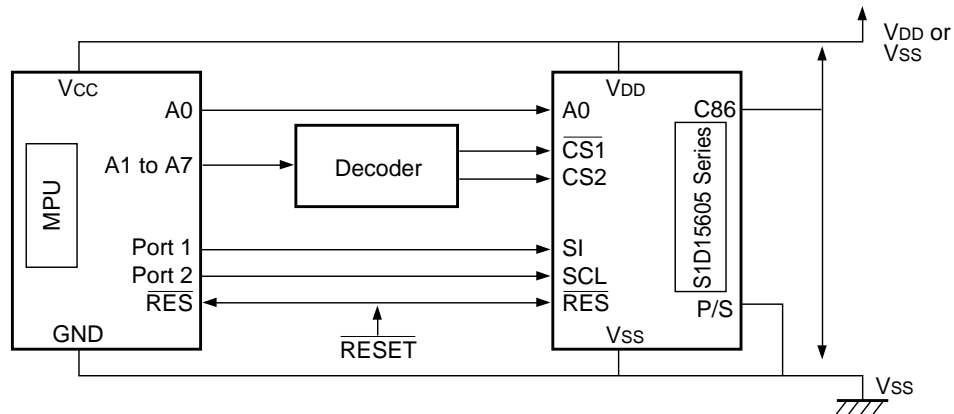 VDD or
VSS
VCC
A0
A1 to A7
MPU
Port 1
Port 2
RES
GND
Decoder
RESET
VDD
A0
C86
CS1
CS2
S1D15605 Series
SI
SCL
RES
P/S
VSS
VSS